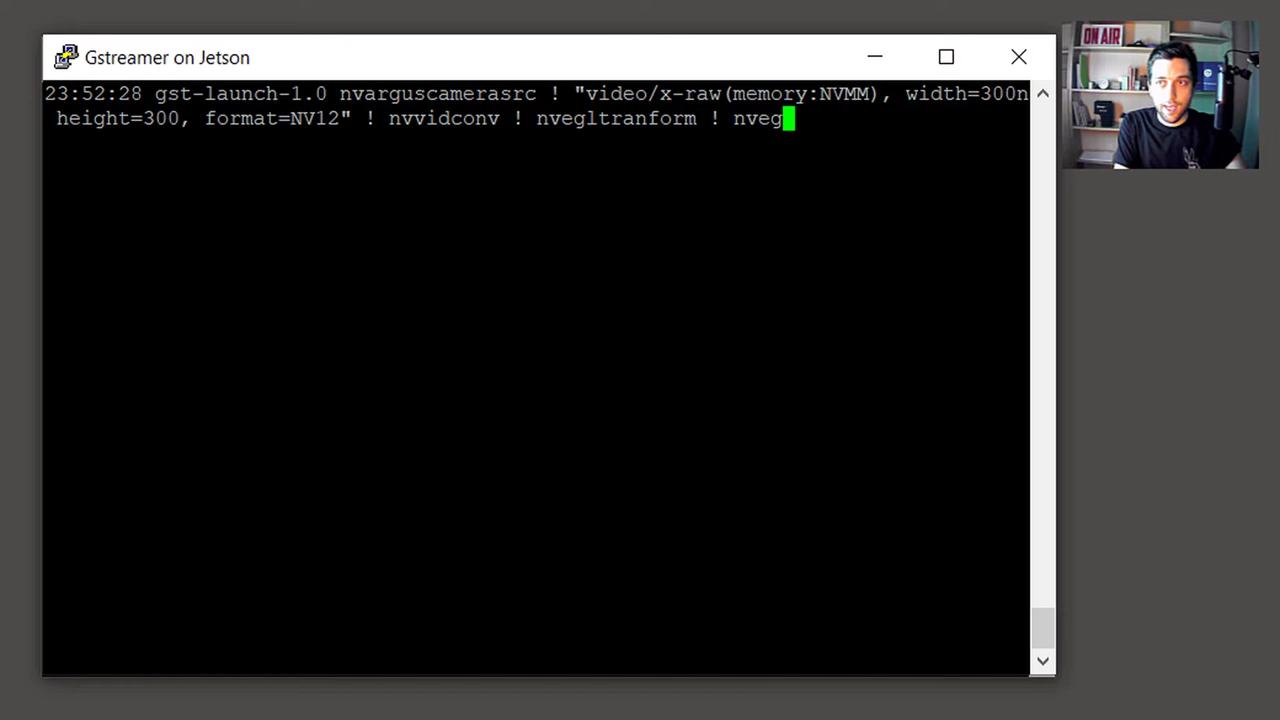 Gstreamer on Jetson
ON AIR
23:52:28 gst-launch-1.0 nvarguscamerasrc ! "video/x-raw(memory:NVMM), width=300n
height=300, format=NV12" ! nvvidconv ! nvegltranform ! nveg